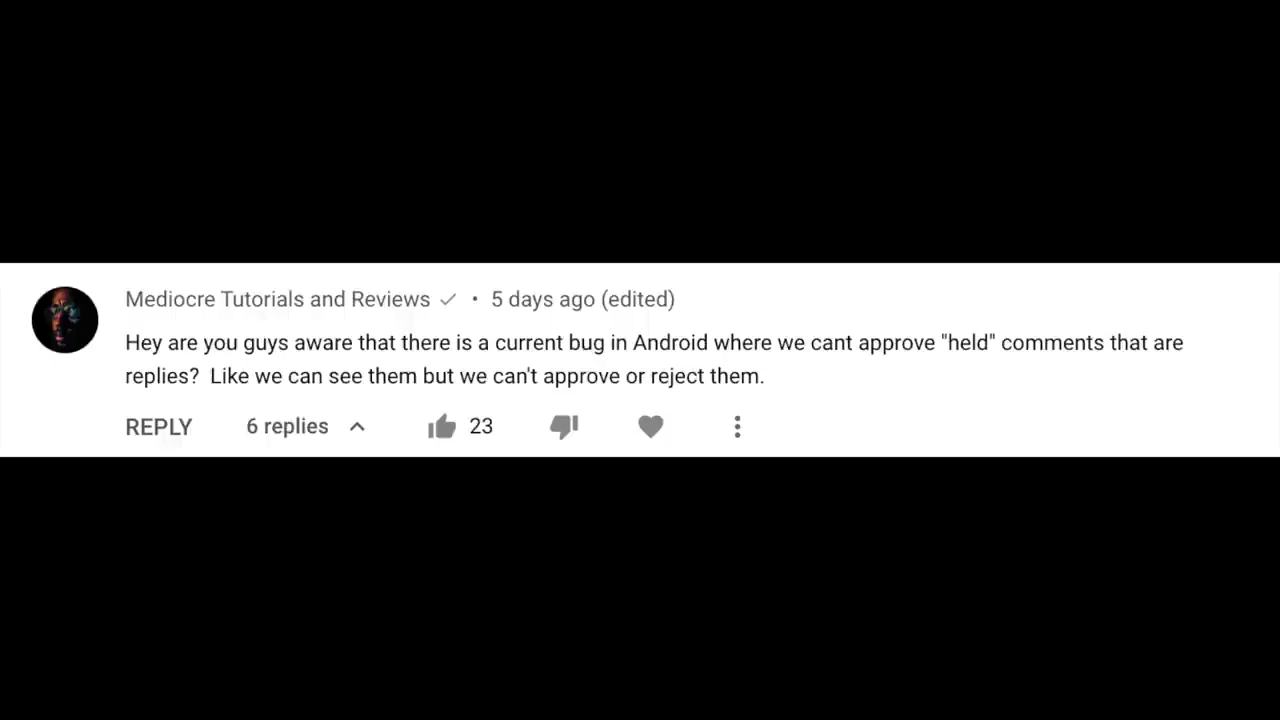 Mediocre Tutorials and Reviews ✓ • 5 days ago (edited)
Hey are you guys aware that there is a current bug in Android where we cant approve "held" comments that are
replies?  Like we can see them but we can't approve or reject them.
REPLY 6 replies 23